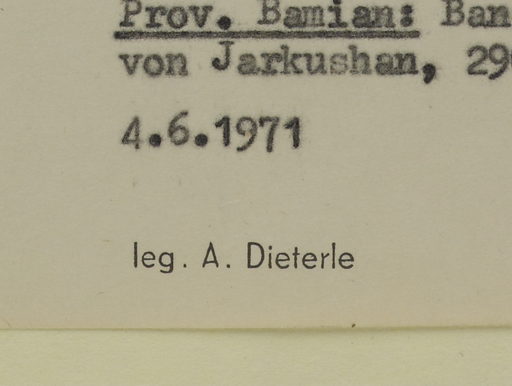 Prov. Bamian: Ban
von Jarkushan, 29
4.6.1971
leg. A. Dieterle